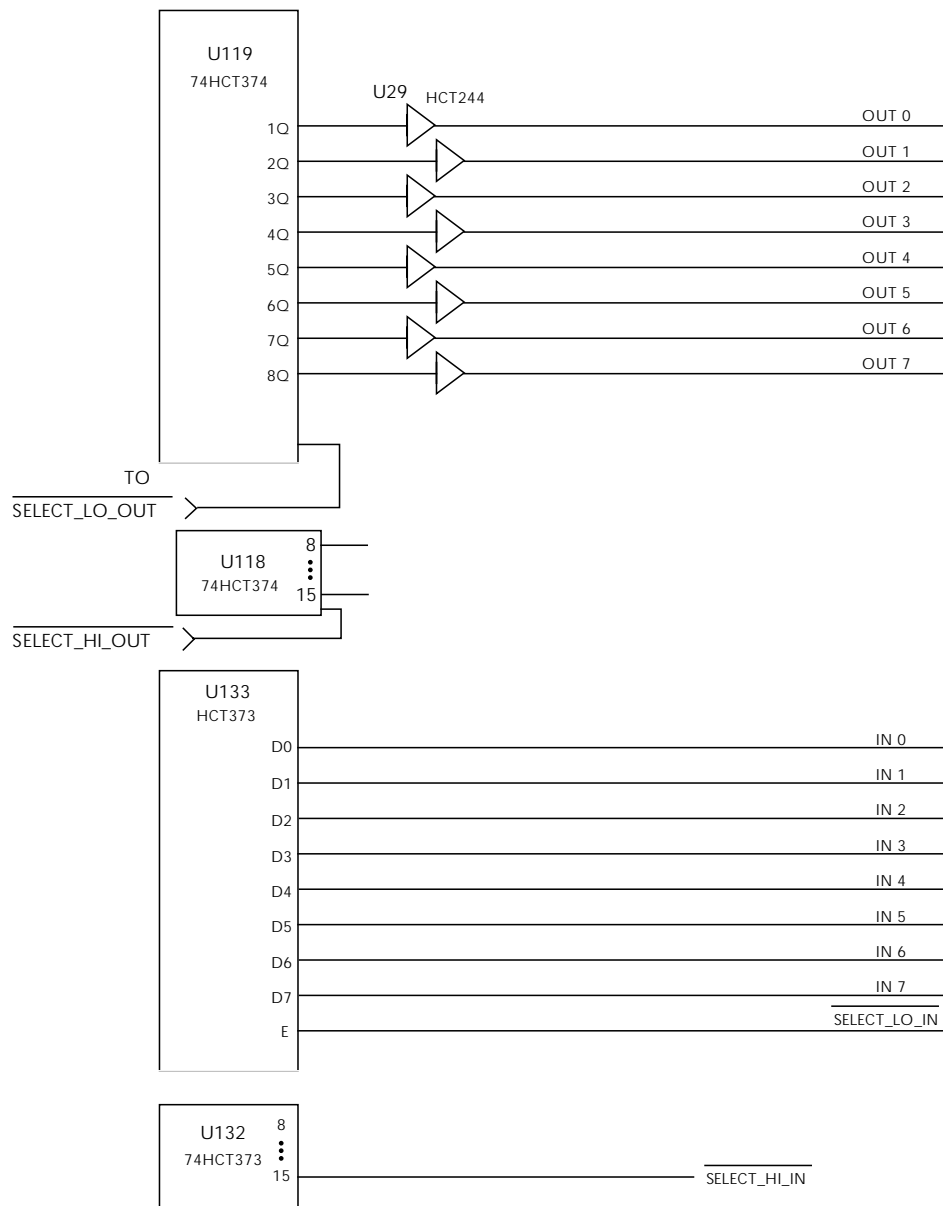 U119
74HCT374
U29 HCT244
1Q OUT 0
2Q OUT 1
3Q OUT 2
4Q OUT 3
5Q OUT 4
6Q OUT 5
7Q OUT 6
8Q OUT 7
TO
SELECT_LO_OUT
U118 8
74HCT374
15
SELECT_HI_OUT
U133
HCT373
D0 IN 0
D1 IN 1
D2 IN 2
D3 IN 3
D4 IN 4
D5 IN 5
D6 IN 6
D7 IN 7
E SELECT_LO_IN
U132 8
74HCT373
15 SELECT_HI_IN